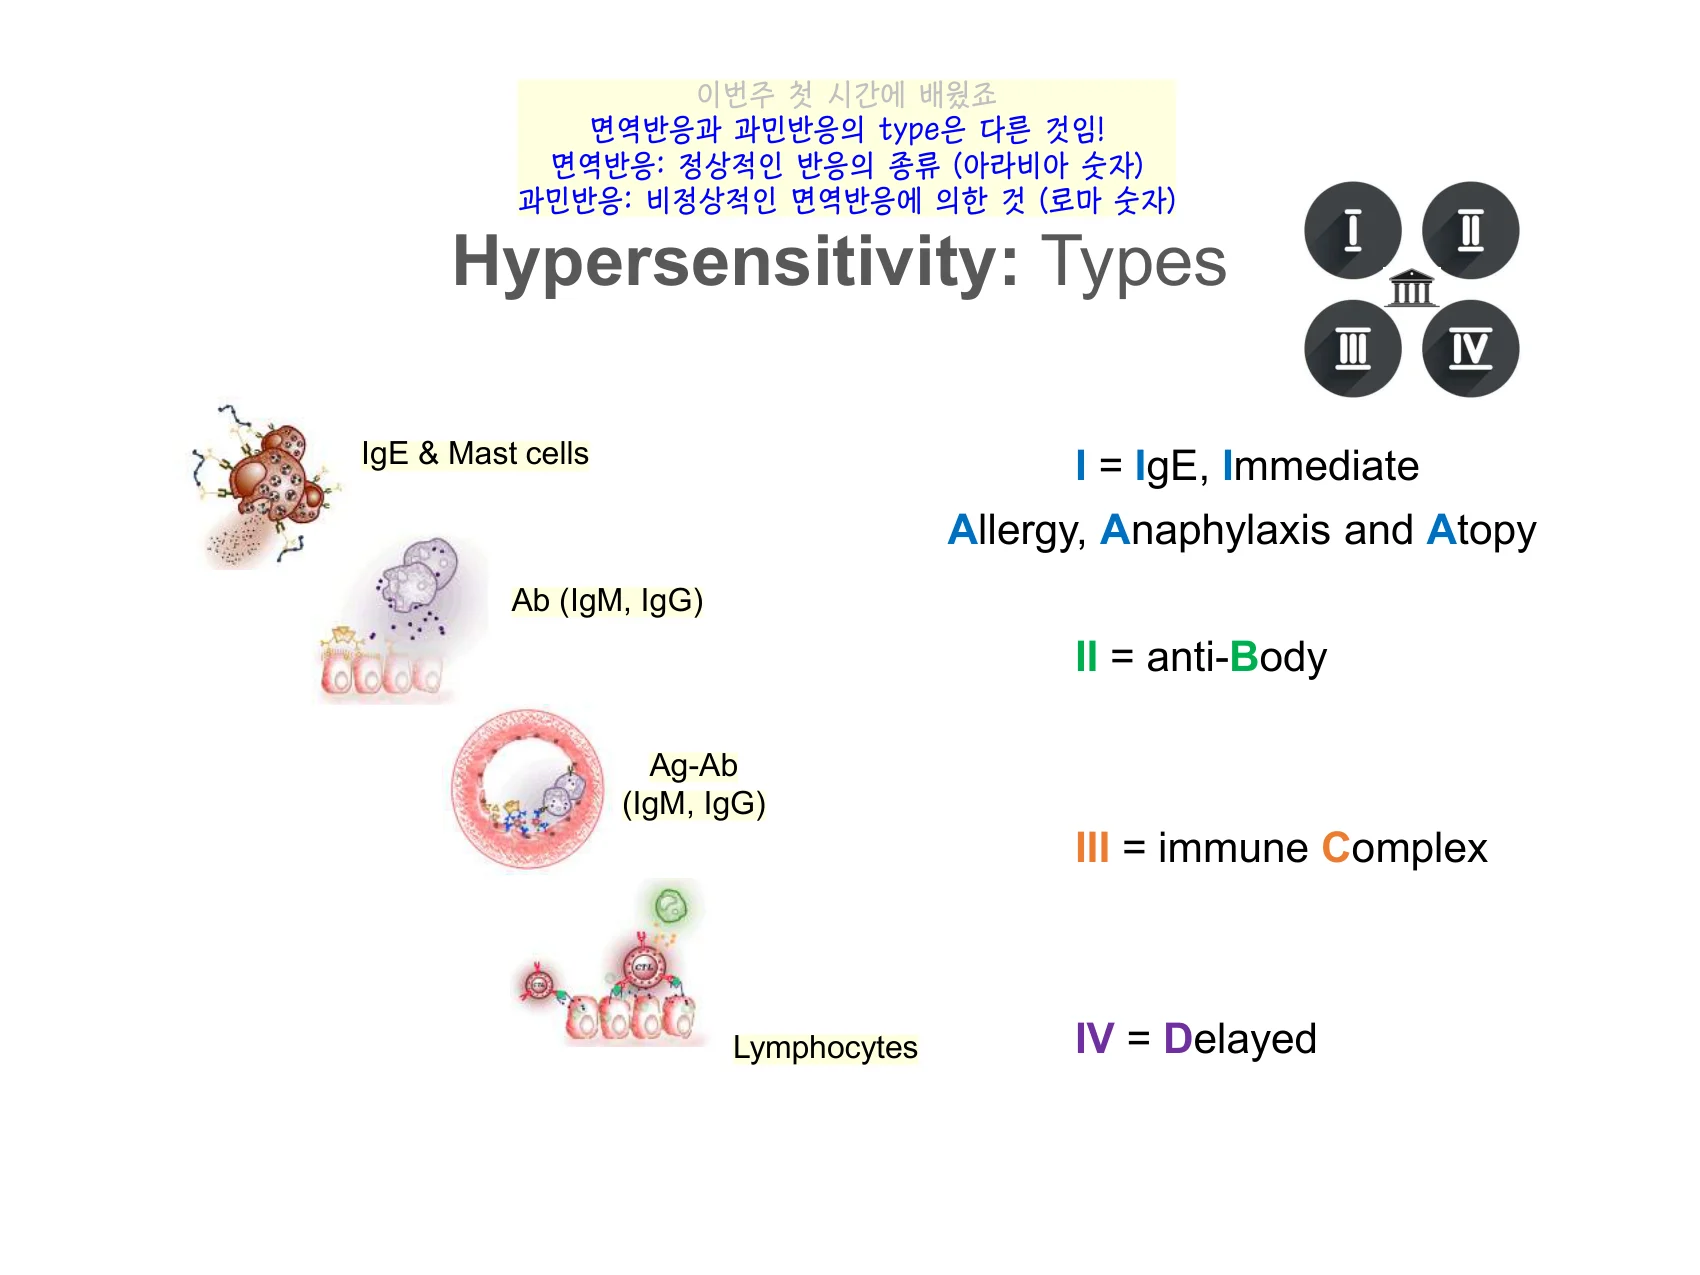 이번주 첫 시간에 배웠죠
면역반응과 과민반응의 type은 다른 것임!
면역반응: 정상적인 반응의 종류 (아라비아 숫자)
과민반응: 비정상적인 면역반응에 의한 것 (로마 숫자)
Hypersensitivity: Types
I
II
III
IV
IgE & Mast cells
I = IgE, Immediate
Allergy, Anaphylaxis and Atopy
Ab (IgM, IgG)
II = anti-Body
Ag-Ab
(IgM, IgG)
III = immune Complex
CTL
CTL
Lymphocytes
IV = Delayed